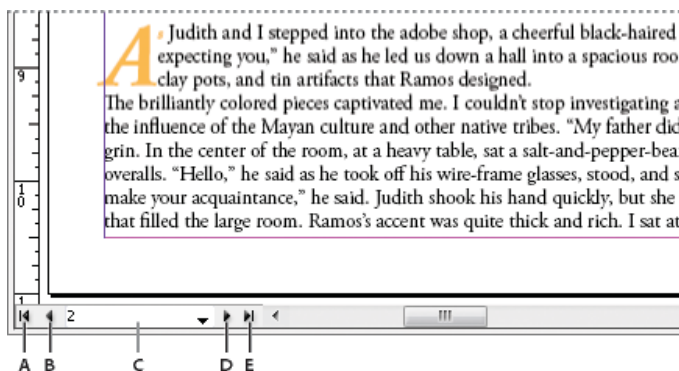 A s Judith and I stepped into the adobe shop, a cheerful black-haired
expecting you,” he said as he led us down a hall into a spacious roo
clay pots, and tin artifacts that Ramos designed.
The brilliantly colored pieces captivated me. I couldn’t stop investigating a
the influence of the Mayan culture and other native tribes. “My father did
grin. In the center of the room, at a heavy table, sat a salt-and-pepper-bea
overalls. “Hello,” he said as he took off his wire-frame glasses, stood, and s
make your acquaintance,” he said. Judith shook his hand quickly, but she
that filled the large room. Ramos’s accent was quite thick and rich. I sat at
9
10
1
2
A B C D E